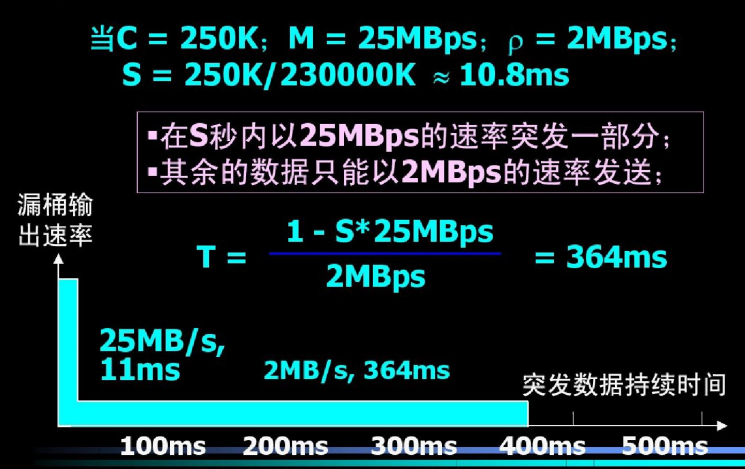 当C = 250K；M = 25MBps；ρ = 2MBps；
S = 250K/230000K ≈ 10.8ms
▪在S秒内以25MBps的速率突发一部分；
▪其余的数据只能以2MBps的速率发送；
漏桶输
出速率
1 - S*25MBps
T = = 364ms
2MBps
25MB/s,
11ms
2MB/s, 364ms
突发数据持续时间
100ms 200ms 300ms 400ms 500ms